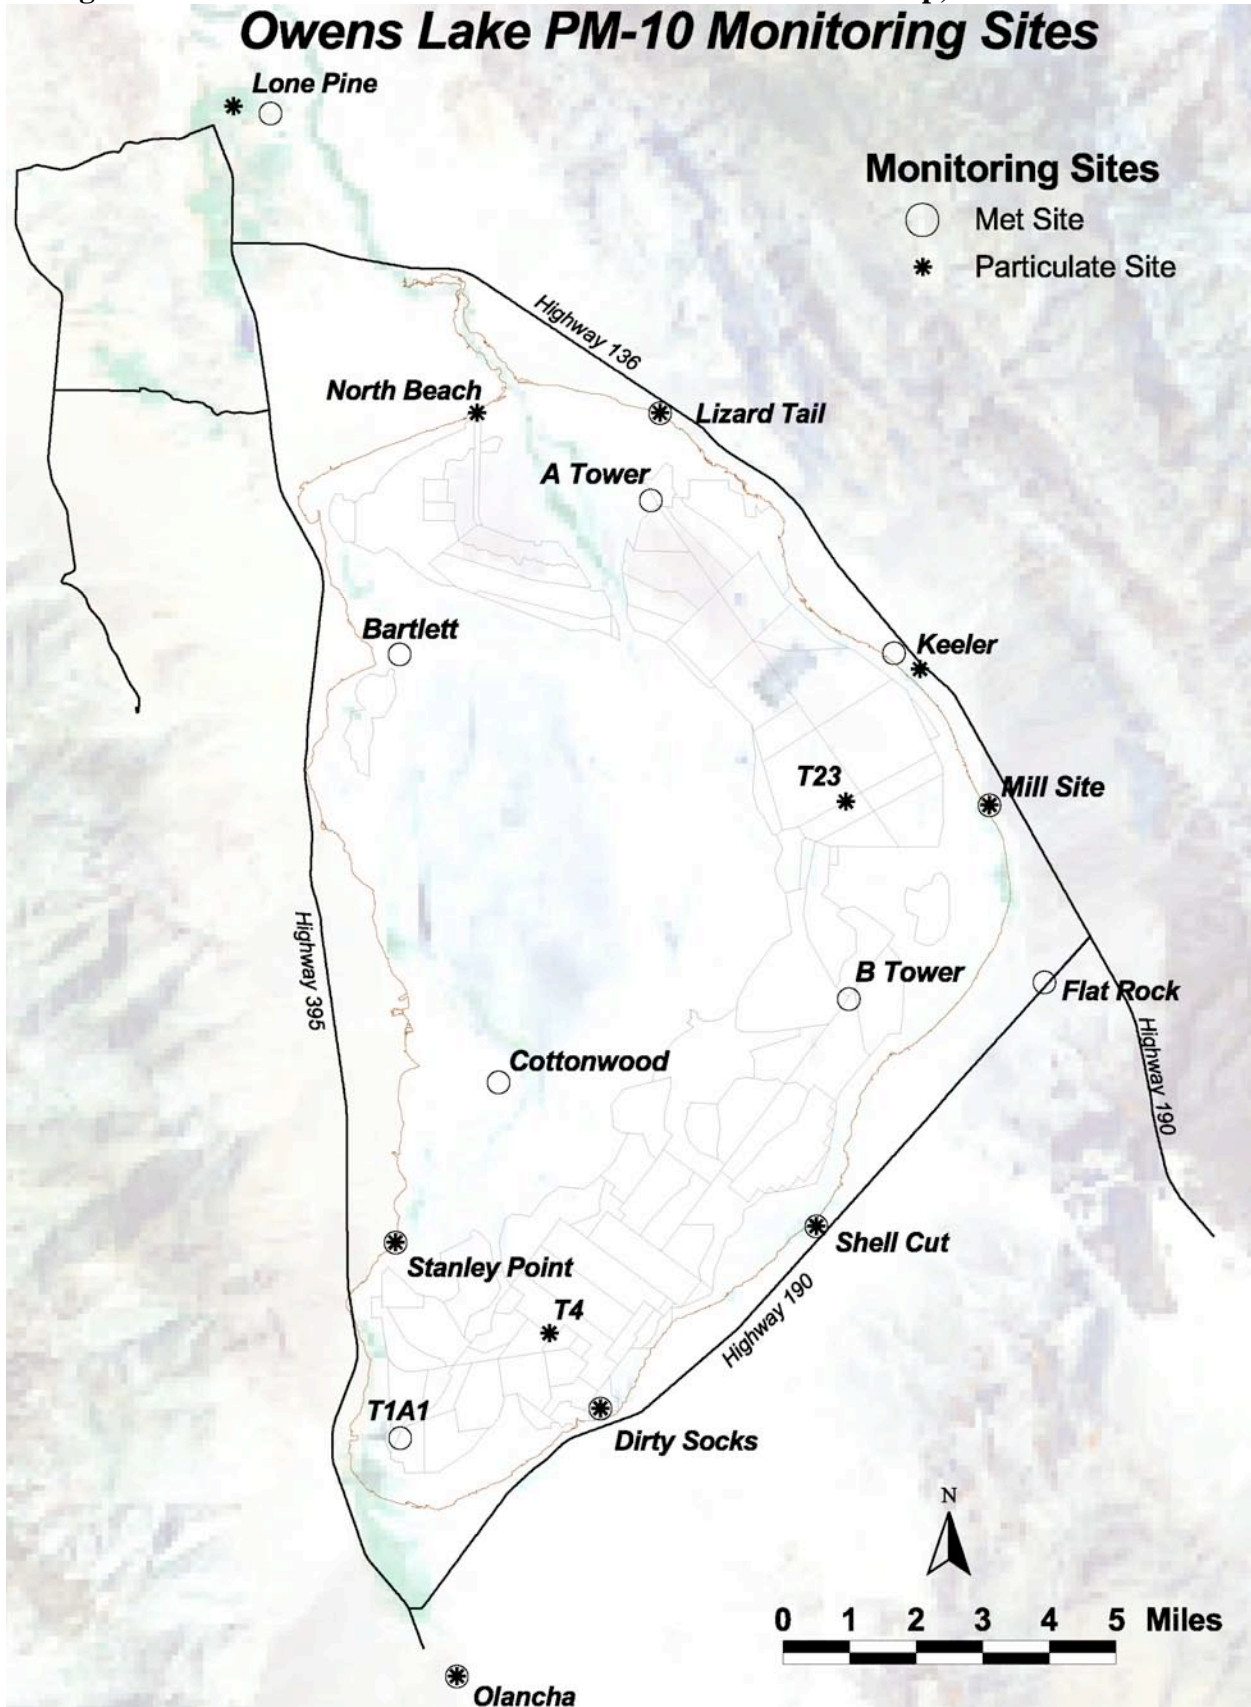 Owens Lake PM-10 Monitoring Sites
Lone Pine
Monitoring Sites
Met Site
Particulate Site
Highway 136
North Beach
Lizard Tail
A Tower
Bartlett
Keeler
T23
Mill Site
Highway 395
B Tower
Flat Rock
Highway 190
Cottonwood
Shell Cut
Stanley Point
T4
Highway 190
T1A1
Dirty Socks
N
0 1 2 3 4 5 Miles
Olancha